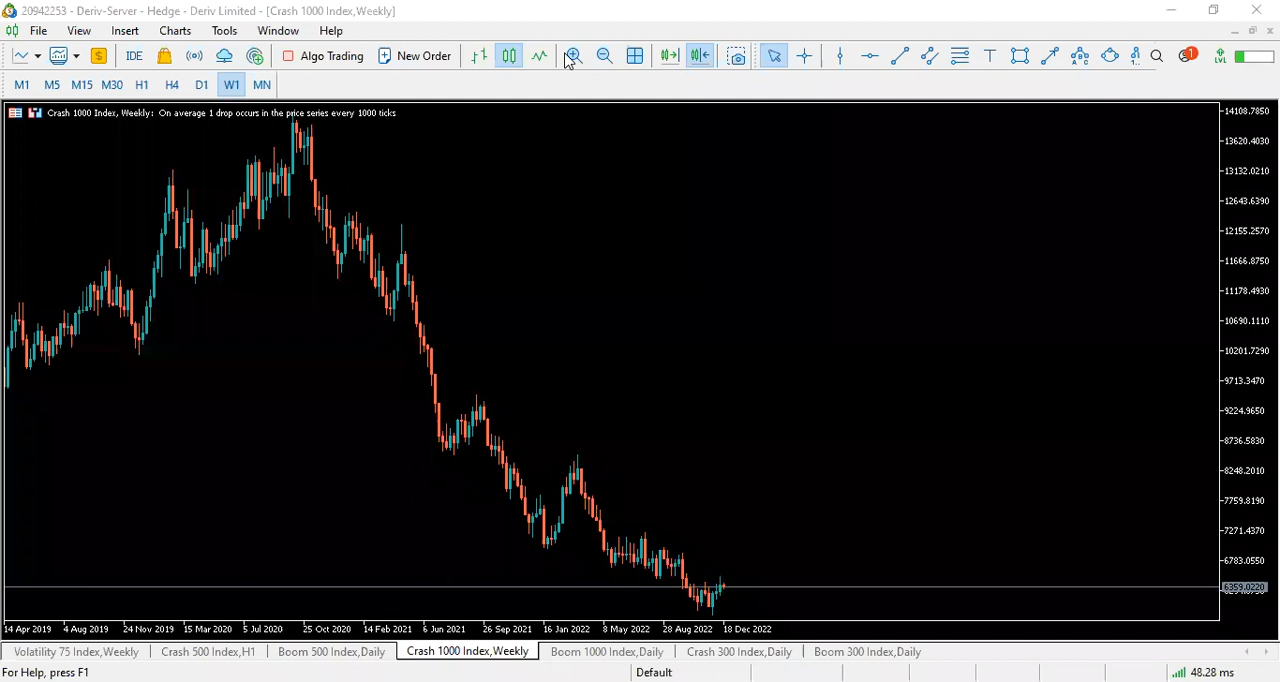 20942253 - Deriv-Server - Hedge - Deriv Limited - [Crash 1000 Index,Weekly]
File View Insert Charts Tools Window Help
IDE Algo Trading New Order 1 LVL
M1 M5 M15 M30 H1 H4 D1 W1 MN
Crash 1000 Index, Weekly: On average 1 drop occurs in the price series every 1000 ticks
14108.7850
13620.4030
13132.0210
12643.6390
12155.2570
11666.8750
11178.4930
10690.1110
10201.7290
9713.3470
9224.9650
8736.5830
8248.2010
7759.8190
7271.4370
6783.0550
6359.0220
14 Apr 2019 4 Aug 2019 24 Nov 2019 15 Mar 2020 5 Jul 2020 25 Oct 2020 14 Feb 2021 6 Jun 2021 26 Sep 2021 16 Jan 2022 8 May 2022 28 Aug 2022 18 Dec 2022
Volatility 75 Index,Weekly Crash 500 Index,H1 Boom 500 Index,Daily Crash 1000 Index,Weekly Boom 1000 Index,Daily Crash 300 Index,Daily Boom 300 Index,Daily
For Help, press F1 Default 48.28 ms